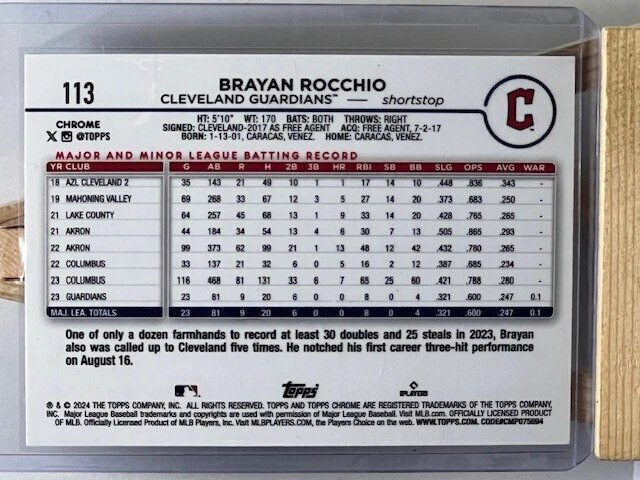 113
BRAYAN ROCCHIO
CLEVELAND GUARDIANS™ — shortstop
C
CHROME
X @TOPPS
HT: 5'10" WT: 170 BATS: BOTH THROWS: RIGHT
SIGNED: CLEVELAND-2017 AS FREE AGENT ACQ: FREE AGENT, 7-2-17
BORN: 1-13-01, CARACAS, VENEZ. HOME: CARACAS, VENEZ.
MAJOR AND MINOR LEAGUE BATTING RECORD
YR CLUB G AB R H 2B 3B HR RBI SB BB SLG OPS AVG WAR
18 AZL CLEVELAND 2 35 143 21 49 10 1 1 17 14 10 .448 .836 .343 -
19 MAHONING VALLEY 69 268 33 67 12 3 5 27 14 20 .373 .683 .250 -
21 LAKE COUNTY 64 257 45 68 13 1 9 33 14 20 .428 .765 .265 -
21 AKRON 44 184 34 54 13 4 6 30 7 13 .505 .865 .293 -
22 AKRON 99 373 62 99 21 1 13 48 12 42 .432 .780 .265 -
22 COLUMBUS 33 137 21 32 6 0 5 16 2 12 .387 .685 .234 -
23 COLUMBUS 116 468 81 131 33 6 7 65 25 60 .421 .788 .280 -
23 GUARDIANS 23 81 9 20 6 0 0 8 0 4 .321 .600 .247 0.1
MAJ. LEA. TOTALS 23 81 9 20 6 0 0 8 0 4 .321 .600 .247 0.1
One of only a dozen farmhands to record at least 30 doubles and 25 steals in 2023, Brayan
also was called up to Cleveland five times. He notched his first career three-hit performance
on August 16.
Topps
PLAYERS
® & © 2024 THE TOPPS COMPANY, INC. ALL RIGHTS RESERVED. TOPPS AND TOPPS CHROME ARE REGISTERED TRADEMARKS OF THE TOPPS COMPANY,
INC. Major League Baseball trademarks and copyrights are used with permission of Major League Baseball. Visit MLB.com. OFFICIALLY LICENSED PRODUCT
OF MLB. Officially Licensed Product of MLB Players, Inc. Visit MLBPLAYERS.com, the Players Choice on the web. WWW.TOPPS.COM. CODE#CMP075694